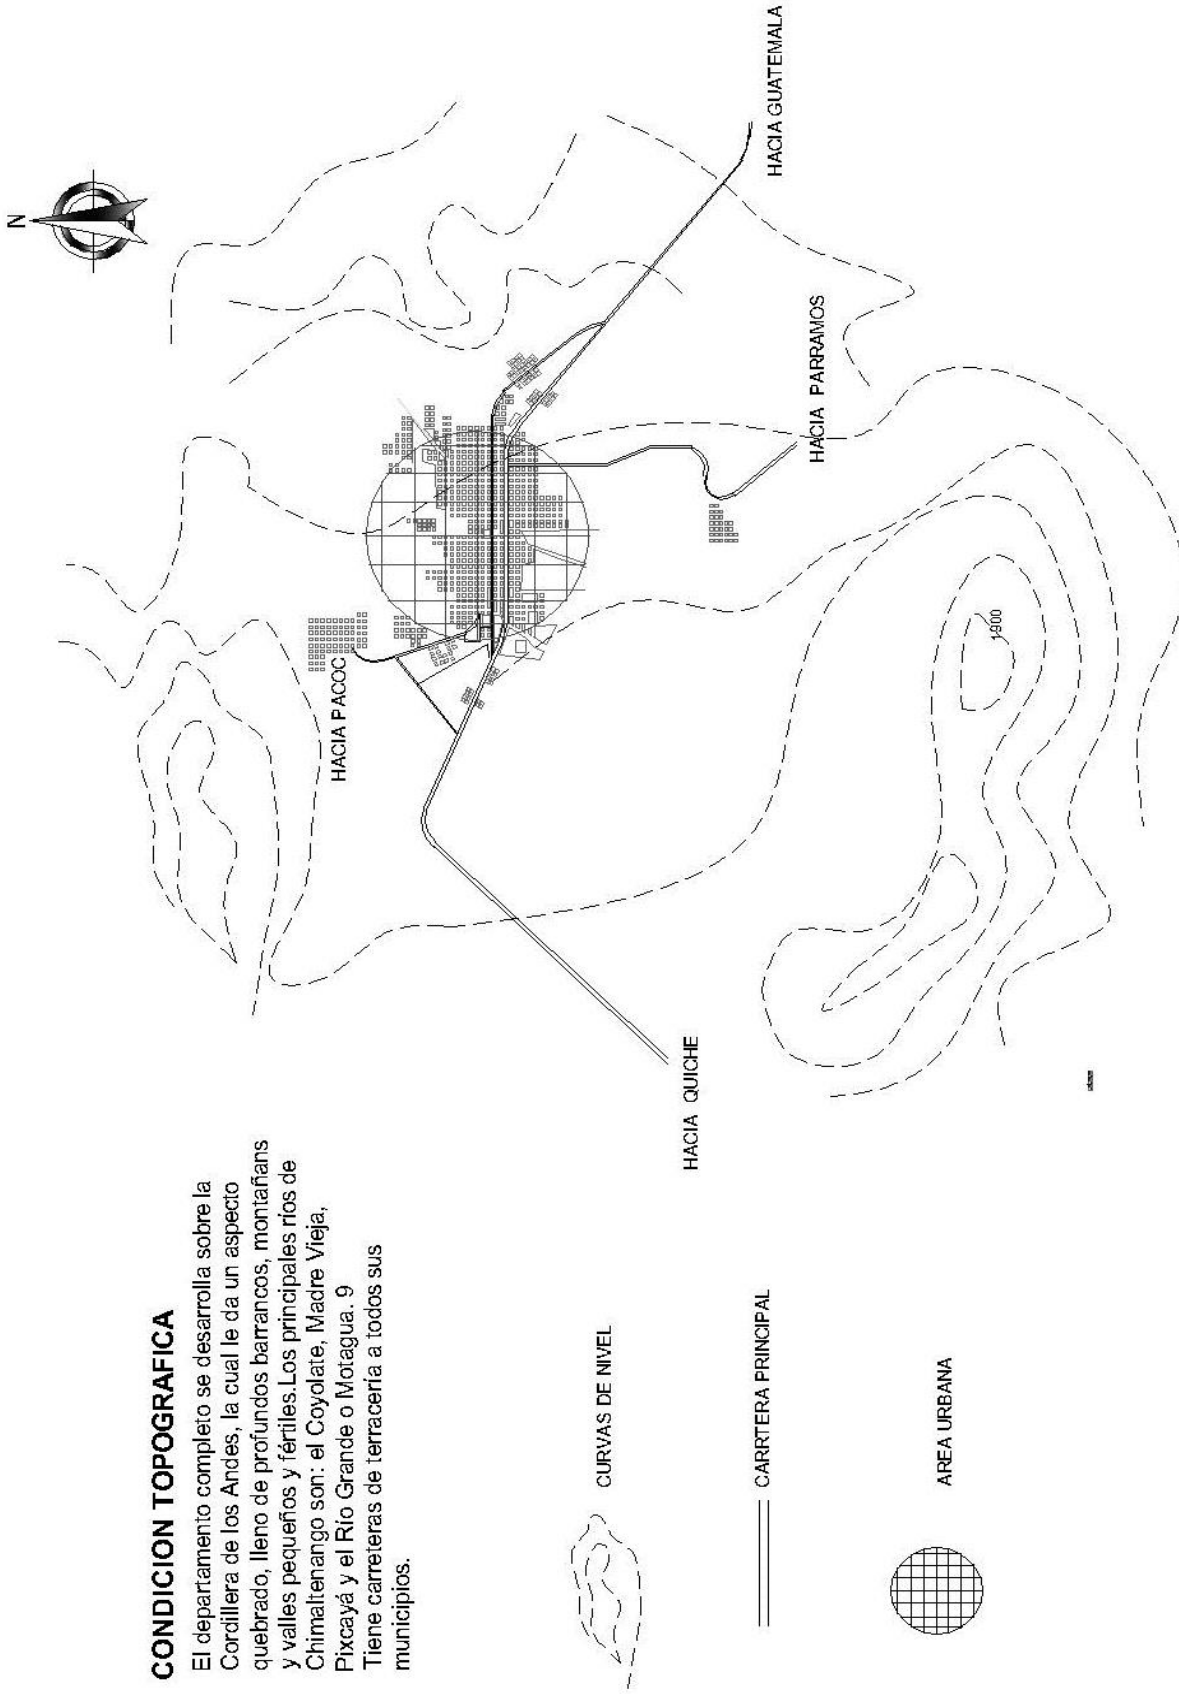 CONDICION TOPOGRAFICA
El departamento completo se desarrolla sobre la
Cordillera de los Andes, la cual le da un aspecto
quebrado, lleno de profundos barrancos, montañans
y valles pequeños y fértiles.Los principales ríos de
Chimaltenango son: el Coyolate, Madre Vieja,
Pixcayá y el Río Grande o Motagua. 9
Tiene carreteras de terracería a todos sus
municipios.
CURVAS DE NIVEL
CARRTERA PRINCIPAL
AREA URBANA
N
HACIA PACOC
HACIA QUICHE
HACIA GUATEMALA
HACIA PARRAMOS
1-900